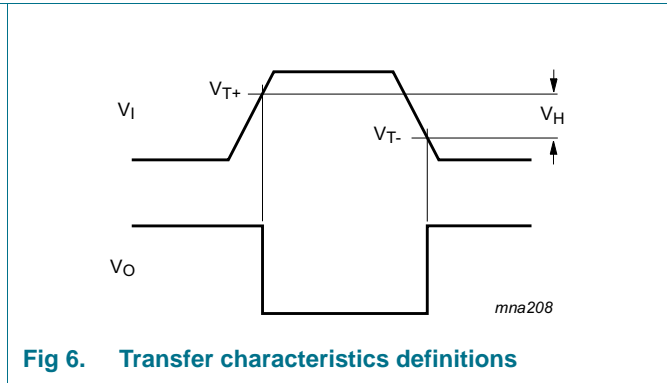 VT+
VI
VH
VT-
VO
mna208
Fig 6. Transfer characteristics definitions